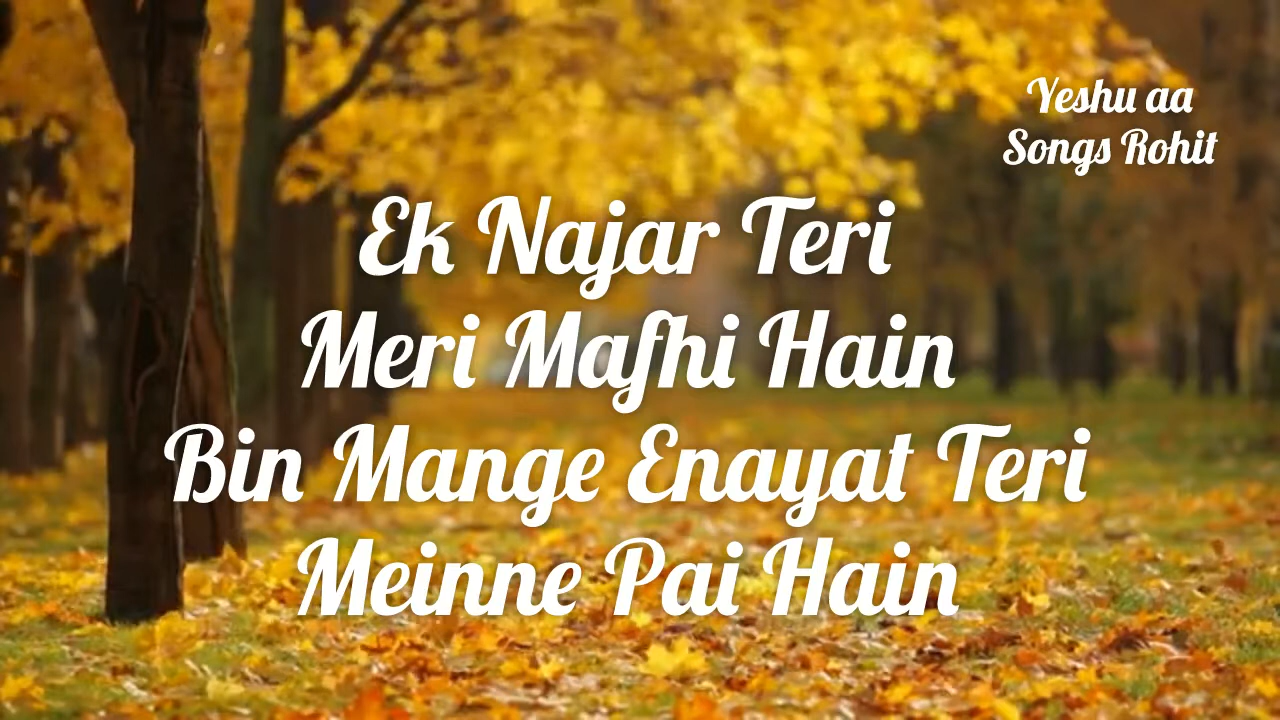 Yeshu aa
Songs Rohit
Ek Najar Teri
Meri Mafhi Hain
Bin Mange Enayat Teri
Meinne Pai Hain